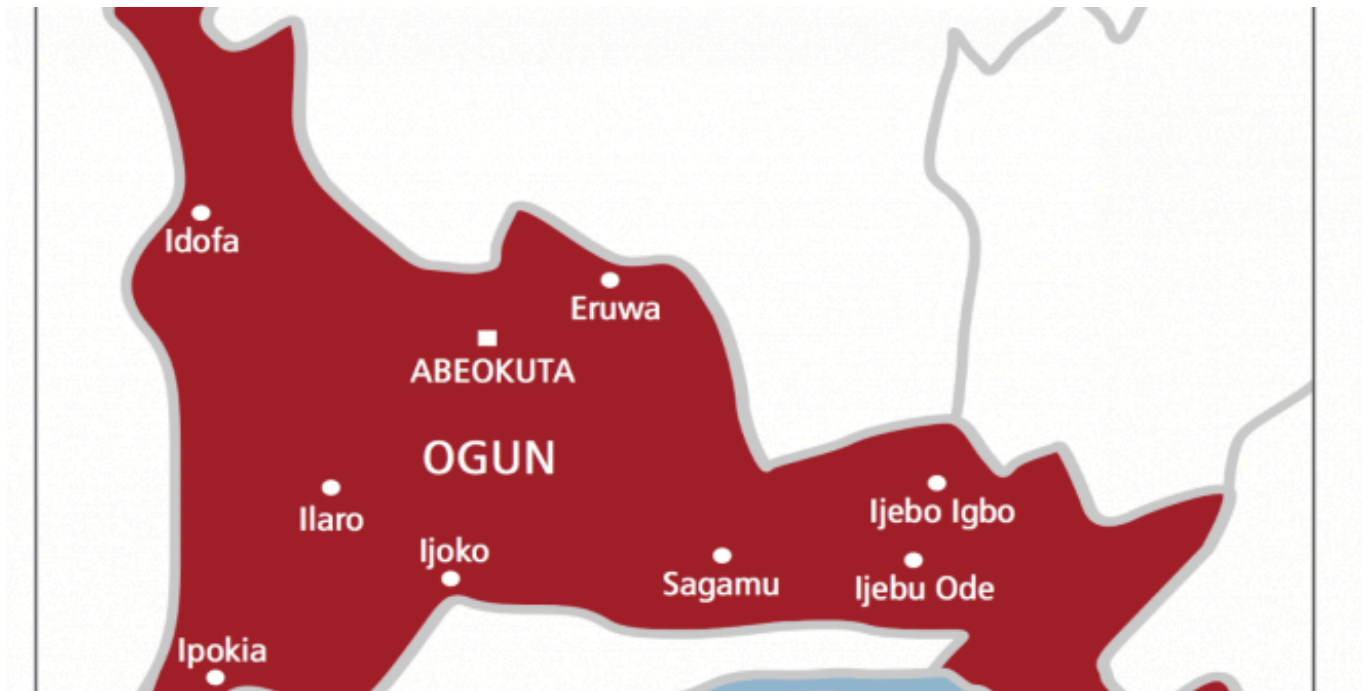 Idofa
Eruwa
ABEOKUTA
OGUN
Ilaro
Ijebo Igbo
Ijoko
Sagamu
Ijebu Ode
Ipokia